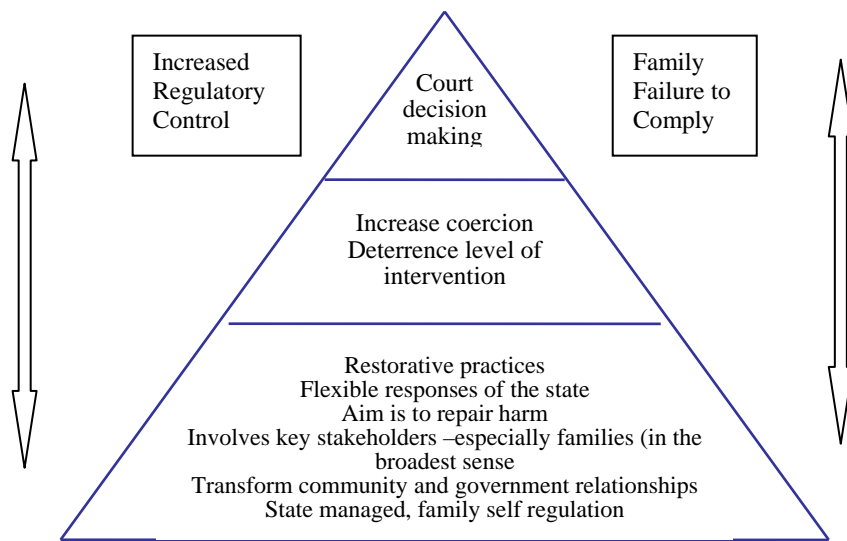 Increased
Regulatory
Control
Family
Failure to
Comply
Court
decision
making
Increase coercion
Deterrence level of
intervention
Restorative practices
Flexible responses of the state
Aim is to repair harm
Involves key stakeholders –especially families (in the
broadest sense
Transform community and government relationships
State managed, family self regulation